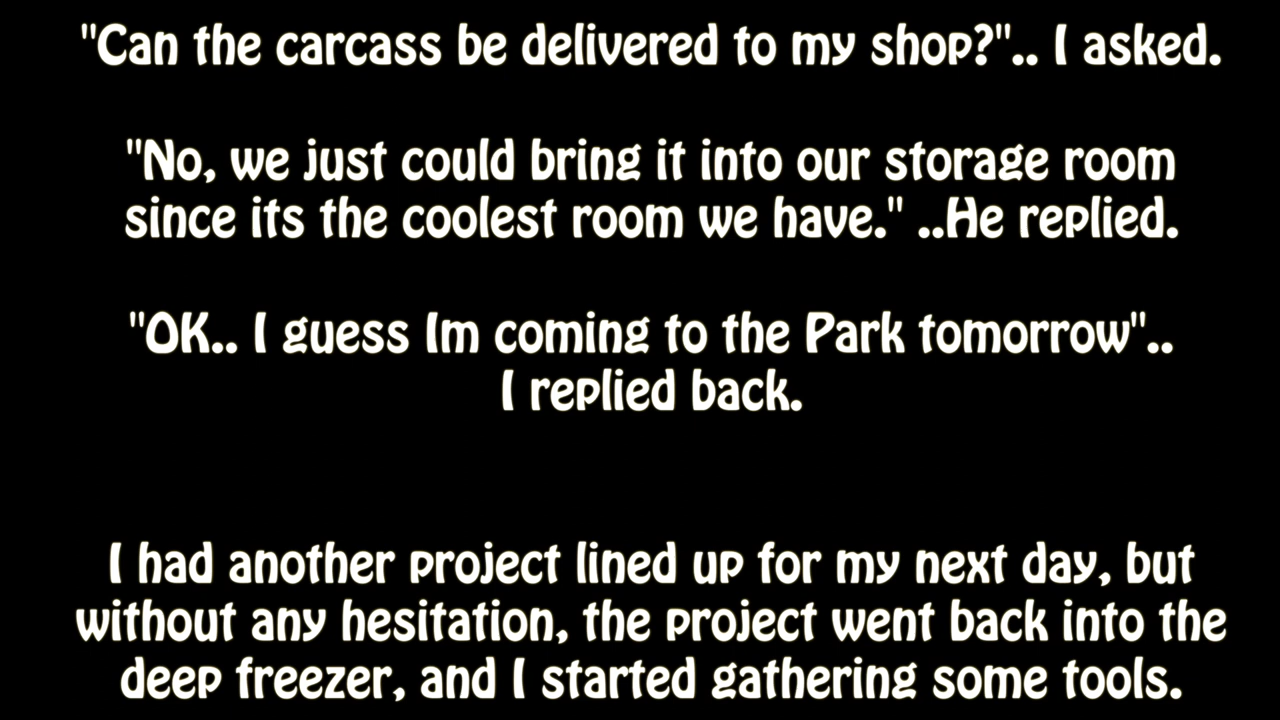 "Can the carcass be delivered to my shop?".. I asked.
"No, we just could bring it into our storage room
since its the coolest room we have." ..He replied.
"OK.. I guess Im coming to the Park tomorrow"..
I replied back.
I had another project lined up for my next day, but
without any hesitation, the project went back into the
deep freezer, and I started gathering some tools.